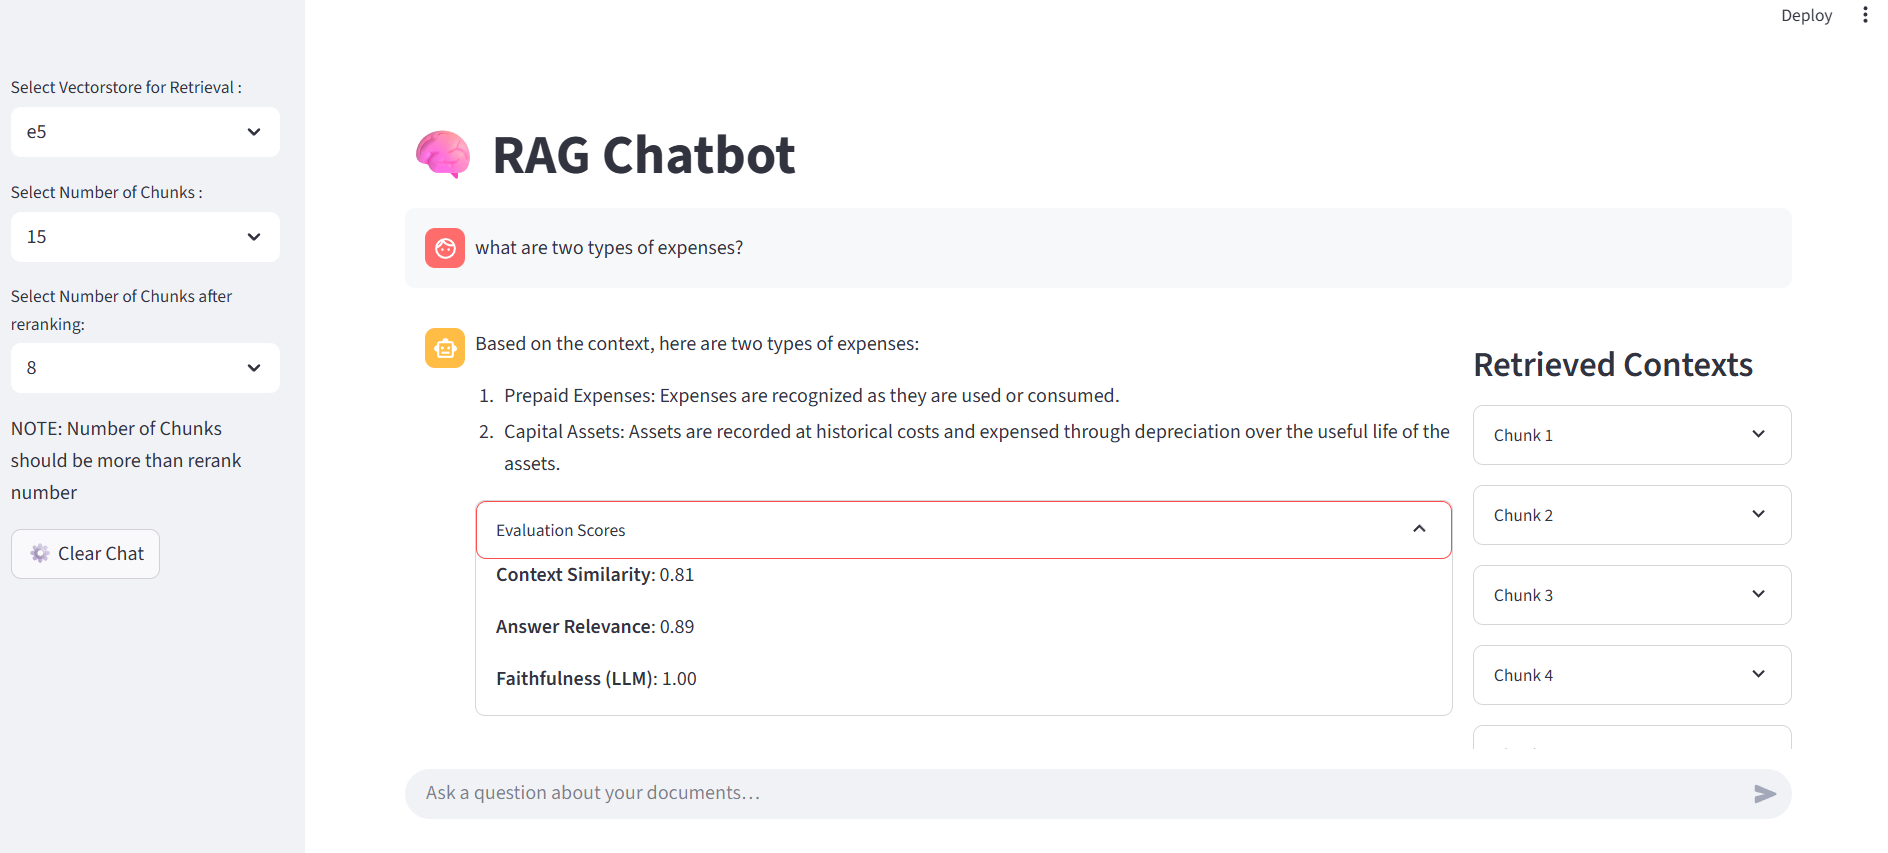 Deploy
Select Vectorstore for Retrieval :
e5
Select Number of Chunks :
15
Select Number of Chunks after
reranking:
8
NOTE: Number of Chunks
should be more than rerank
number
Clear Chat
RAG Chatbot
what are two types of expenses?
Based on the context, here are two types of expenses:
1. Prepaid Expenses: Expenses are recognized as they are used or consumed.
2. Capital Assets: Assets are recorded at historical costs and expensed through depreciation over the useful life of the
assets.
Evaluation Scores
Context Similarity: 0.81
Answer Relevance: 0.89
Faithfulness (LLM): 1.00
Retrieved Contexts
Chunk 1
Chunk 2
Chunk 3
Chunk 4
Ask a question about your documents…